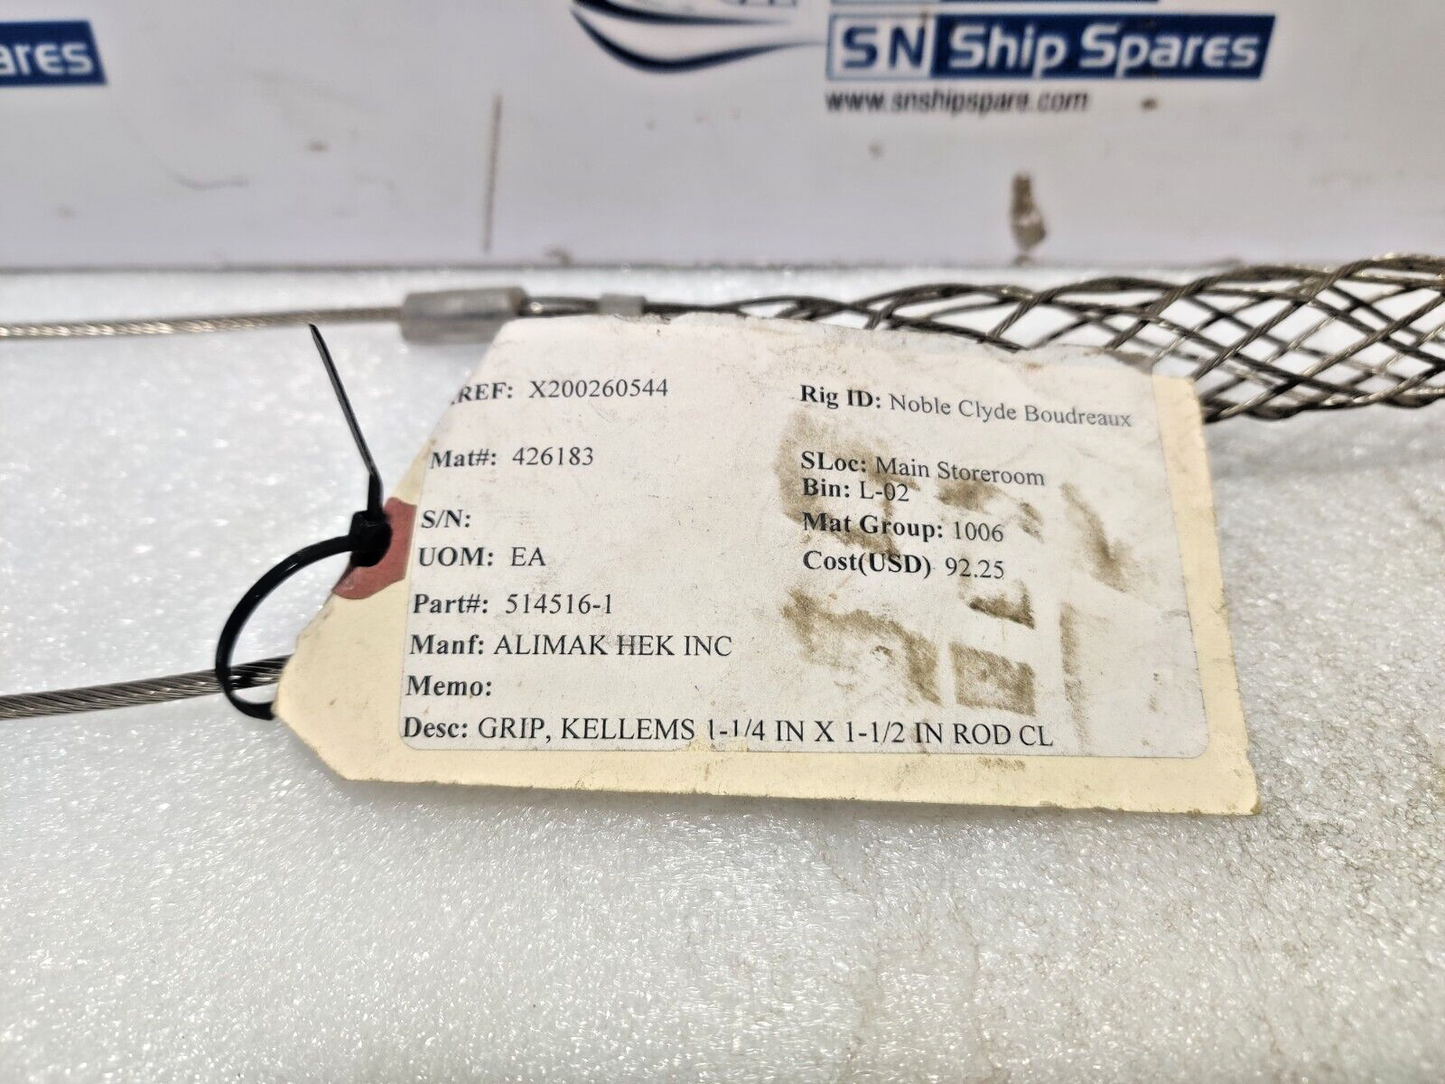 ares
SN Ship Spares
www.snshipspare.com
REF: X200260544
Rig ID: Noble Clyde Boudreaux
Mat#: 426183
SLoc: Main Storeroom
Bin: L-02
S/N:
Mat Group: 1006
UOM: EA
Cost(USD) 92.25
Part#: 514516-1
Manf: ALIMAK HEK INC
Memo:
Desc: GRIP, KELLEMS 1-1/4 IN X 1-1/2 IN ROD CL